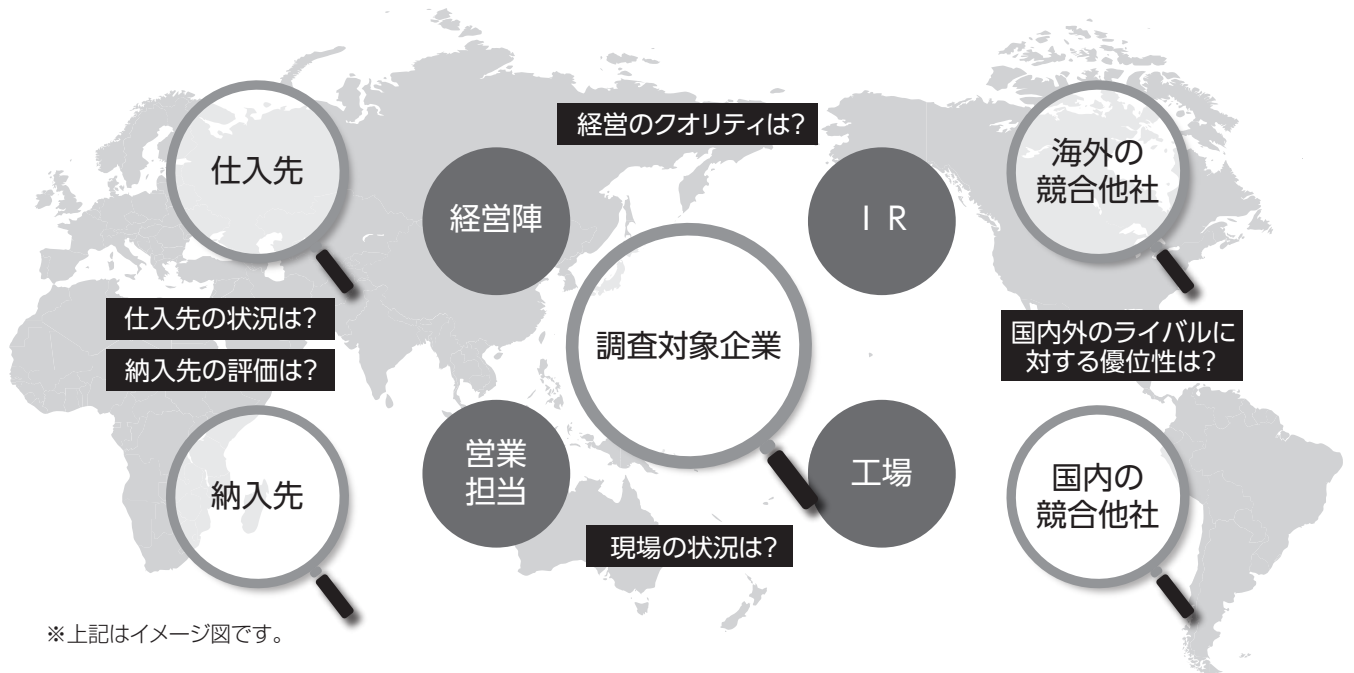 経営のクオリティは？
仕入先
海外の
競合他社
経営陣
ＩＲ
仕入先の状況は？
納入先の評価は？
調査対象企業
国内外のライバルに
対する優位性は？
営業
担当
工場
納入先
国内の
競合他社
現場の状況は？
※上記はイメージ図です。